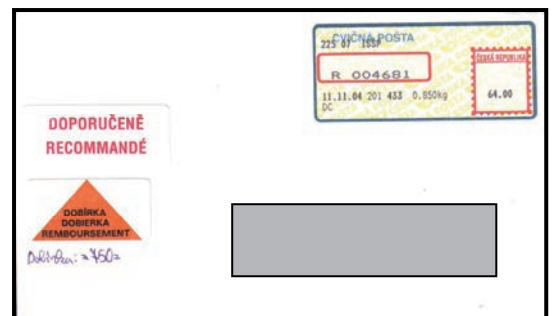 CVIČNÁ POŠTA
225 07 ISSP
ČESKÁ REPUBLIKA
R 004681
11.11.04 201 433 0.850kg
64.00
DC
DOPORUČENĚ
RECOMMANDÉ
DOBÍRKA
DOBIERKA
REMBOURSEMENT
Dobírka: =750=